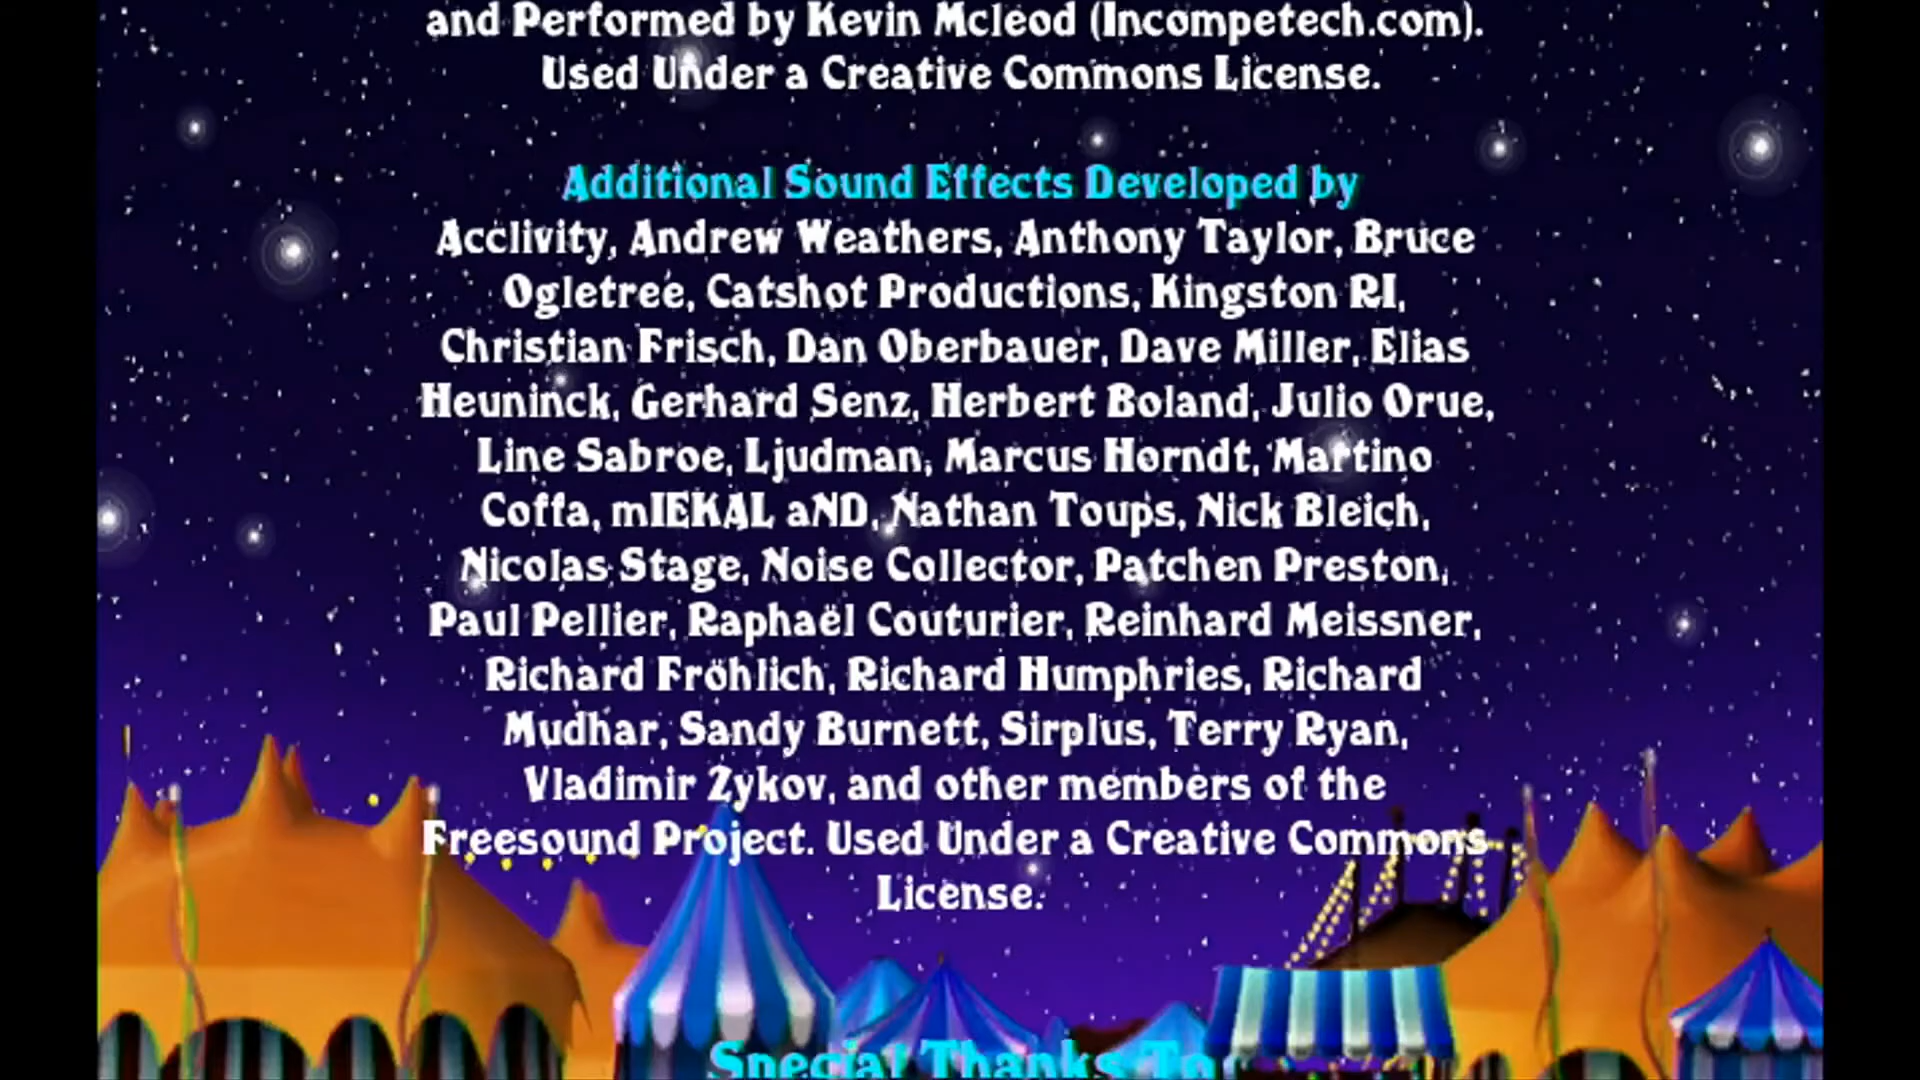 and Performed by Kevin Mcleod (Incompetech.com).
Used Under a Creative Commons License.
Additional Sound Effects Developed by
Acclivity, Andrew Weathers, Anthony Taylor, Bruce
Ogletree, Catshot Productions, Kingston RI,
Christian Frisch, Dan Oberbauer, Dave Miller, Elias
Heuninck, Gerhard Senz, Herbert Boland, Julio Orue,
Line Sabroe, Ljudman, Marcus Horndt, Martino
Coffa, mIEKAL aND, Nathan Toups, Nick Bleich,
Nicolas Stage, Noise Collector, Patchen Preston,
Paul Pellier, Raphaël Couturier, Reinhard Meissner,
Richard Fröhlich, Richard Humphries, Richard
Mudhar, Sandy Burnett, Sirplus, Terry Ryan,
Vladimir Zykov, and other members of the
Freesound Project. Used Under a Creative Commons
License.
Special Thanks To